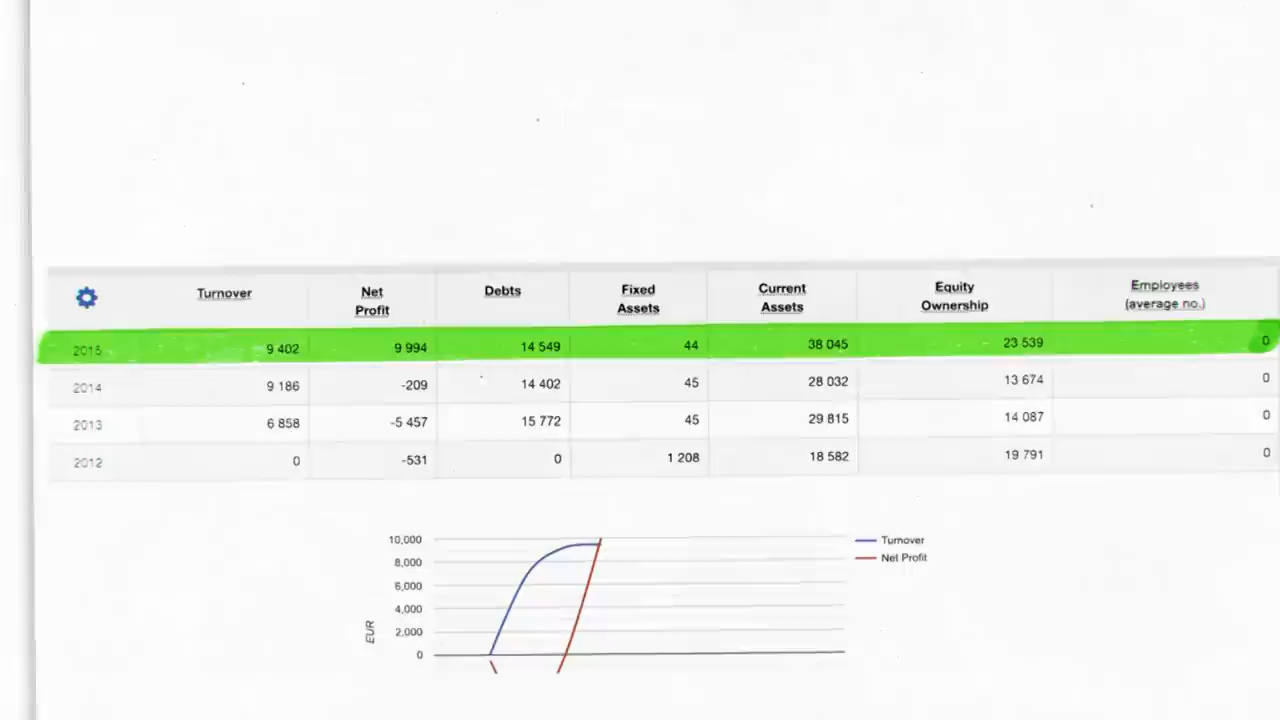 Turnover Net Profit Debts Fixed Assets Current Assets Equity Ownership Employees (average no.)
2015 9 402 9 994 14 549 44 38 045 23 539 0
2014 9 186 -209 14 402 45 28 032 13 674 0
2013 6 858 -5 457 15 772 45 29 815 14 087 0
2012 0 -531 0 1 208 18 582 19 791 0
10,000
8,000
6,000
4,000
2,000
0
EUR
Turnover
Net Profit